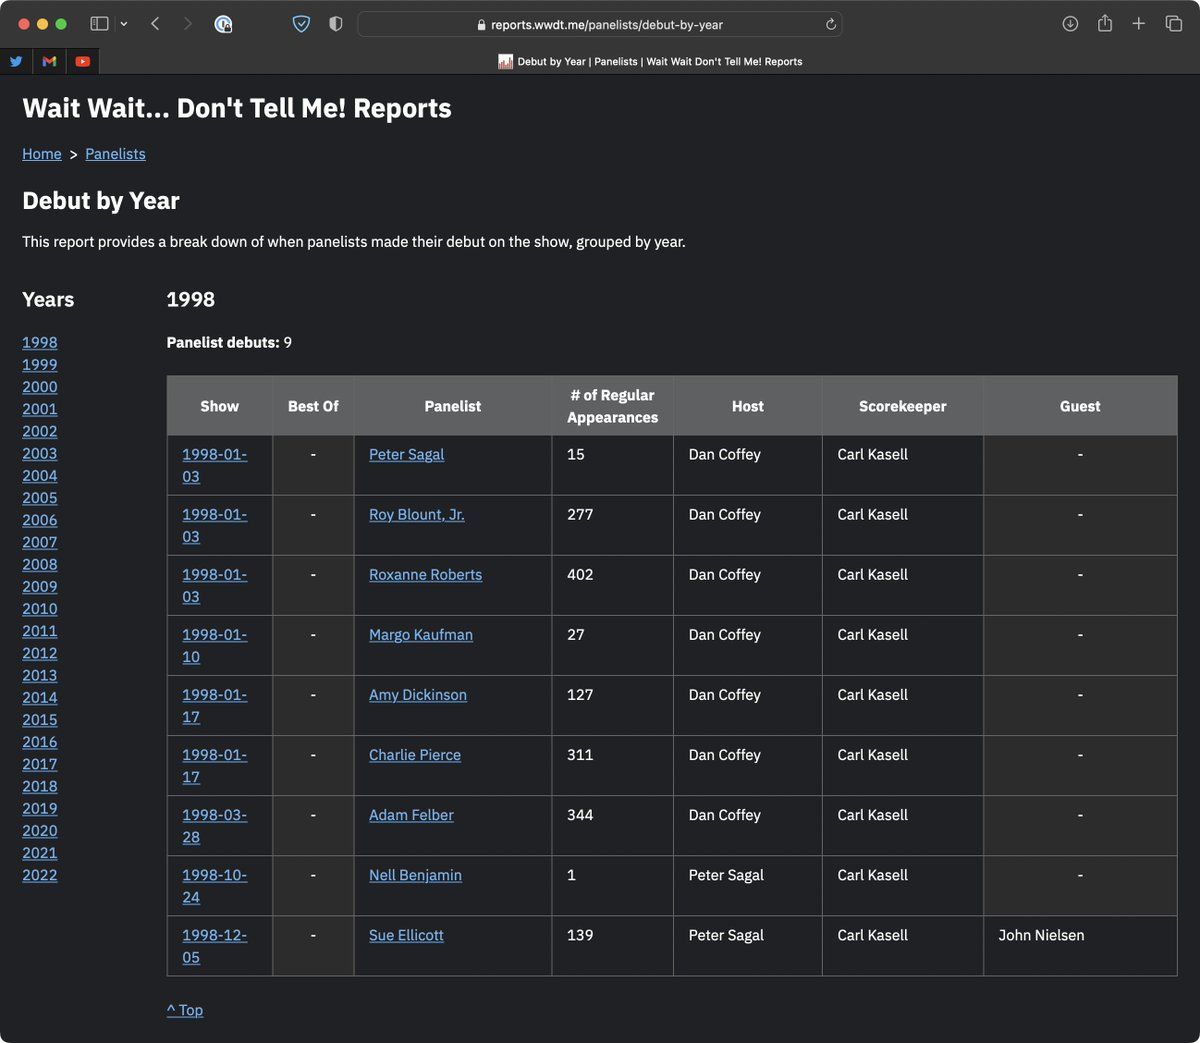 reports.wwdt.me/panelists/debut-by-year
Debut by Year | Panelists | Wait Wait Don't Tell Me! Reports
Wait Wait... Don't Tell Me! Reports
Home > Panelists
Debut by Year
This report provides a break down of when panelists made their debut on the show, grouped by year.
Years
1998
1999
2000
2001
2002
2003
2004
2005
2006
2007
2008
2009
2010
2011
2012
2013
2014
2015
2016
2017
2018
2019
2020
2021
2022
1998
Panelist debuts: 9
Show Best Of Panelist # of Regular Host Scorekeeper Guest
Appearances
1998-01- - Peter Sagal 15 Dan Coffey Carl Kasell -
03
1998-01- - Roy Blount, Jr. 277 Dan Coffey Carl Kasell -
03
1998-01- - Roxanne Roberts 402 Dan Coffey Carl Kasell -
03
1998-01- - Margo Kaufman 27 Dan Coffey Carl Kasell -
10
1998-01- - Amy Dickinson 127 Dan Coffey Carl Kasell -
17
1998-01- - Charlie Pierce 311 Dan Coffey Carl Kasell -
17
1998-03- - Adam Felber 344 Dan Coffey Carl Kasell -
28
1998-10- - Nell Benjamin 1 Peter Sagal Carl Kasell -
24
1998-12- - Sue Ellicott 139 Peter Sagal Carl Kasell John Nielsen
05
^ Top